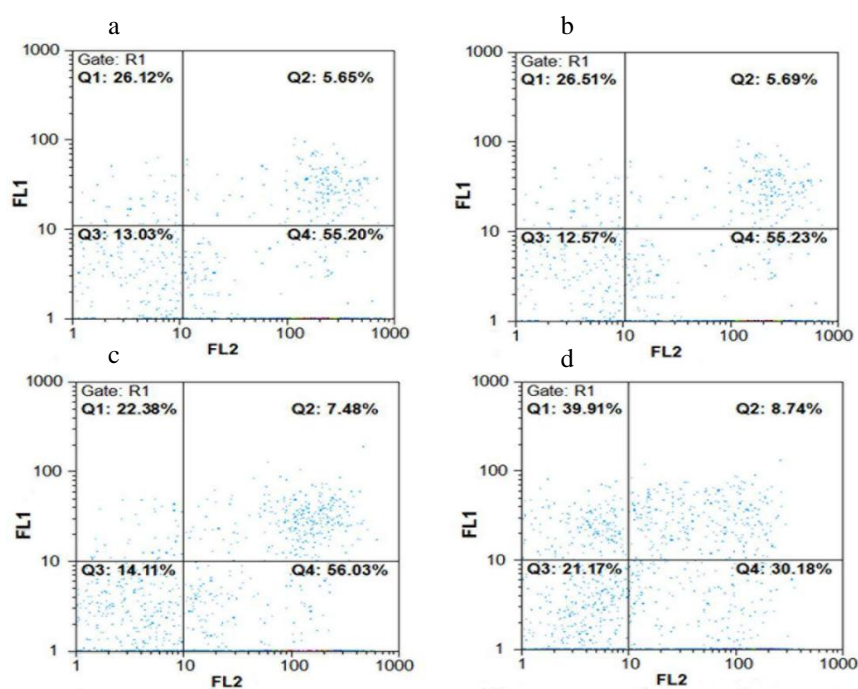 a
1000
Gate: R1
Q1: 26.12% Q2: 5.65%
100
FL1
10
Q3: 13.03% Q4: 55.20%
1
1 10 100 1000
FL2
b
1000
Gate: R1
Q1: 26.51% Q2: 5.69%
100
FL1
10
Q3: 12.57% Q4: 55.23%
1
1 10 100 1000
FL2
c
1000
Gate: R1
Q1: 22.38% Q2: 7.48%
100
FL1
10
Q3: 14.11% Q4: 56.03%
1
1 10 100 1000
FL2
d
1000
Gate: R1
Q1: 39.91% Q2: 8.74%
100
FL1
10
Q3: 21.17% Q4: 30.18%
1
1 10 100 1000
FL2